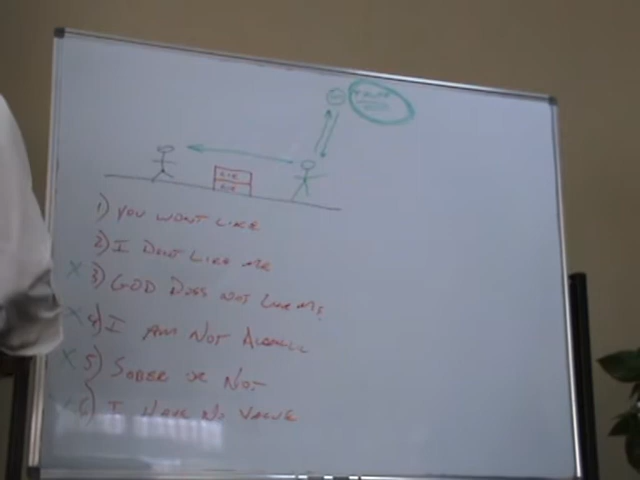 1) YOU WONT LIKE
2) I DONT LIKE ME
X 3) GOD DOES NOT LIKE ME
X 4) I AM NOT
X 5) SOBER OR NOT
6) I HAVE NO VALUE